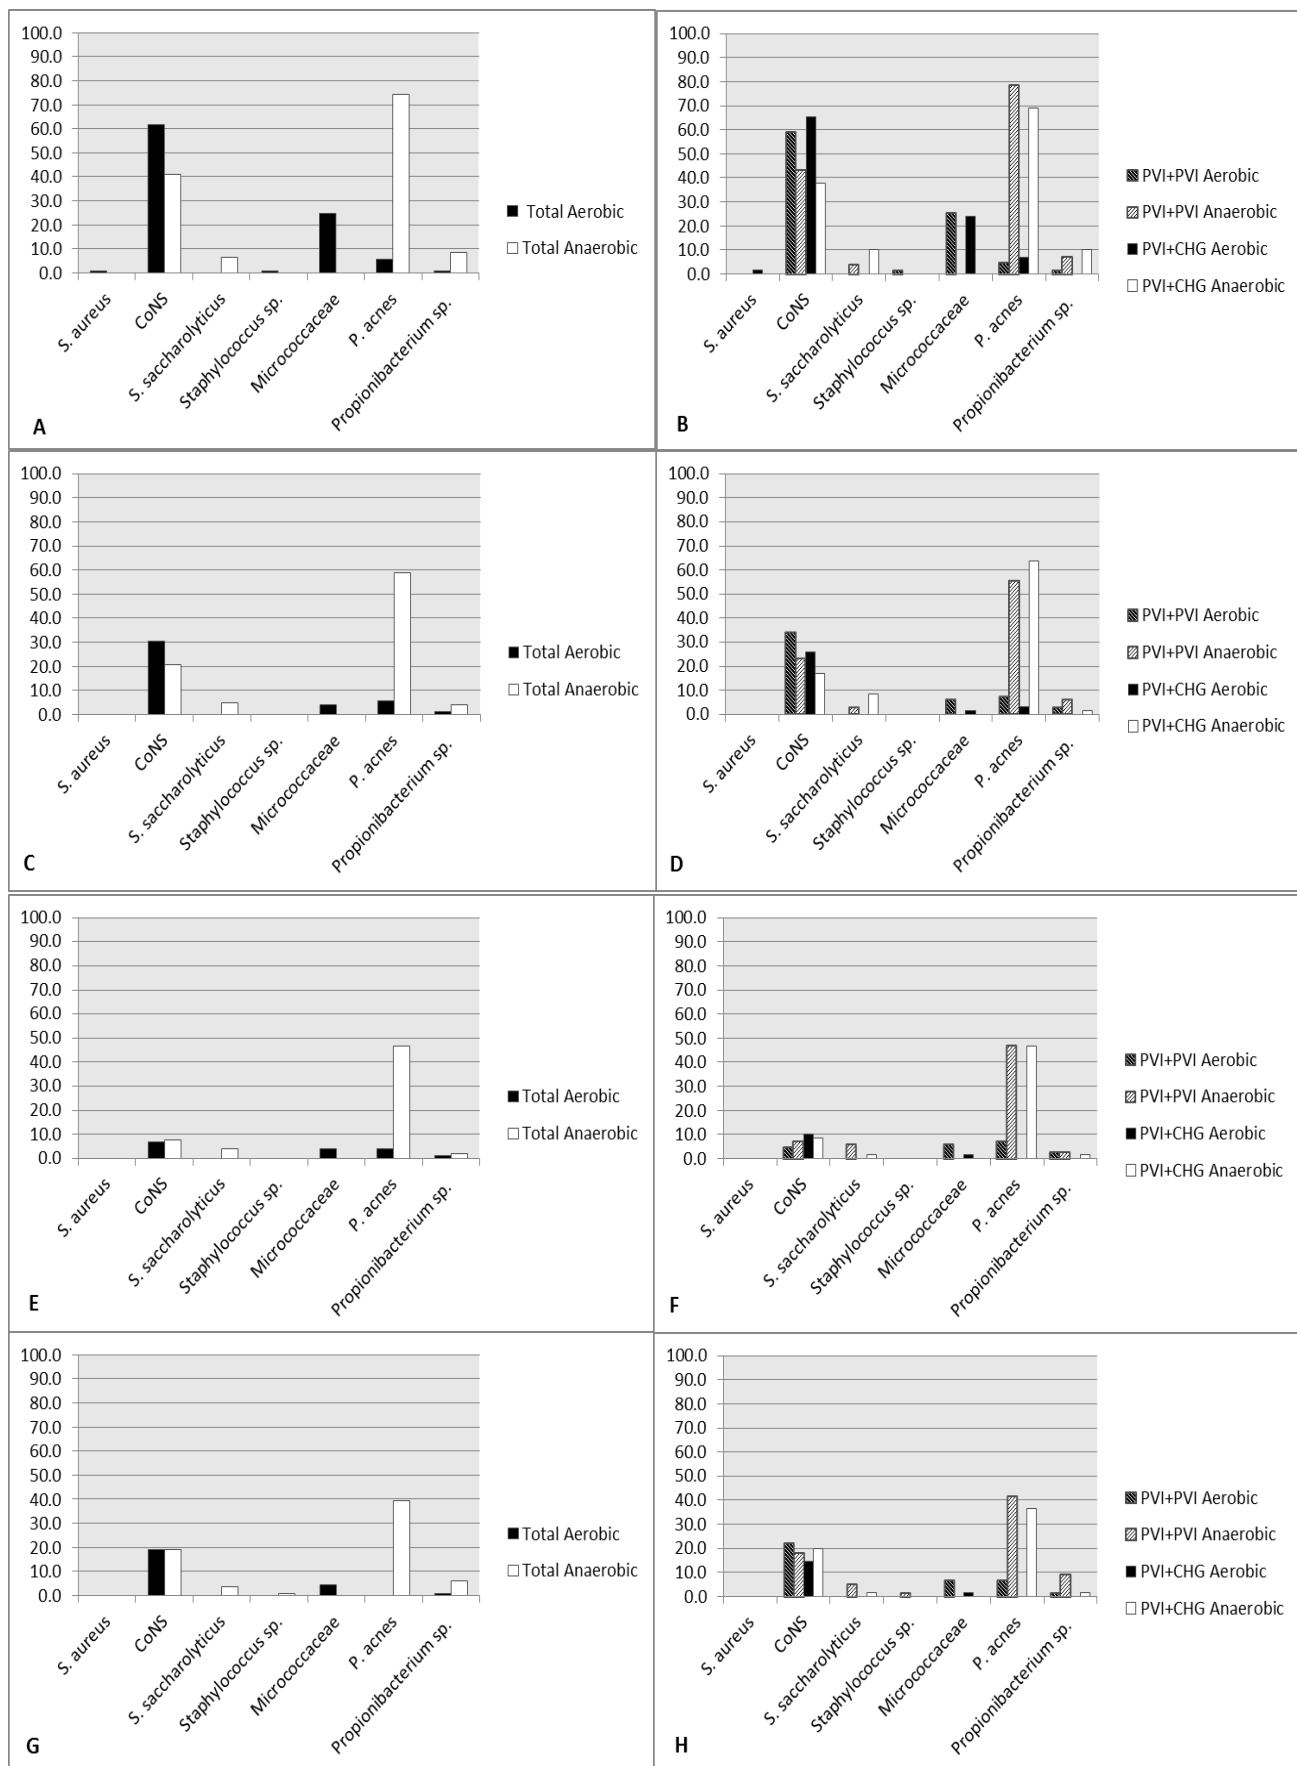 100.0
90.0
80.0
70.0
60.0
50.0
40.0
30.0
20.0
10.0
0.0
S. aureus
CoNS
S. saccharolyticus
Staphylococcus sp.
Micrococcaceae
P. acnes
Propionibacterium sp.
Total Aerobic
Total Anaerobic
A
100.0
90.0
80.0
70.0
60.0
50.0
40.0
30.0
20.0
10.0
0.0
S. aureus
CoNS
S. saccharolyticus
Staphylococcus sp.
Micrococcaceae
P. acnes
Propionibacterium sp.
PVI+PVI Aerobic
PVI+PVI Anaerobic
PVI+CHG Aerobic
PVI+CHG Anaerobic
B
100.0
90.0
80.0
70.0
60.0
50.0
40.0
30.0
20.0
10.0
0.0
S. aureus
CoNS
S. saccharolyticus
Staphylococcus sp.
Micrococcaceae
P. acnes
Propionibacterium sp.
Total Aerobic
Total Anaerobic
C
100.0
90.0
80.0
70.0
60.0
50.0
40.0
30.0
20.0
10.0
0.0
S. aureus
CoNS
S. saccharolyticus
Staphylococcus sp.
Micrococcaceae
P. acnes
Propionibacterium sp.
PVI+PVI Aerobic
PVI+PVI Anaerobic
PVI+CHG Aerobic
PVI+CHG Anaerobic
D
100.0
90.0
80.0
70.0
60.0
50.0
40.0
30.0
20.0
10.0
0.0
S. aureus
CoNS
S. saccharolyticus
Staphylococcus sp.
Micrococcaceae
P. acnes
Propionibacterium sp.
Total Aerobic
Total Anaerobic
E
100.0
90.0
80.0
70.0
60.0
50.0
40.0
30.0
20.0
10.0
0.0
S. aureus
CoNS
S. saccharolyticus
Staphylococcus sp.
Micrococcaceae
P. acnes
Propionibacterium sp.
PVI+PVI Aerobic
PVI+PVI Anaerobic
PVI+CHG Aerobic
PVI+CHG Anaerobic
F
100.0
90.0
80.0
70.0
60.0
50.0
40.0
30.0
20.0
10.0
0.0
S. aureus
CoNS
S. saccharolyticus
Staphylococcus sp.
Micrococcaceae
P. acnes
Propionibacterium sp.
Total Aerobic
Total Anaerobic
G
100.0
90.0
80.0
70.0
60.0
50.0
40.0
30.0
20.0
10.0
0.0
S. aureus
CoNS
S. saccharolyticus
Staphylococcus sp.
Micrococcaceae
P. acnes
Propionibacterium sp.
PVI+PVI Aerobic
PVI+PVI Anaerobic
PVI+CHG Aerobic
PVI+CHG Anaerobic
H